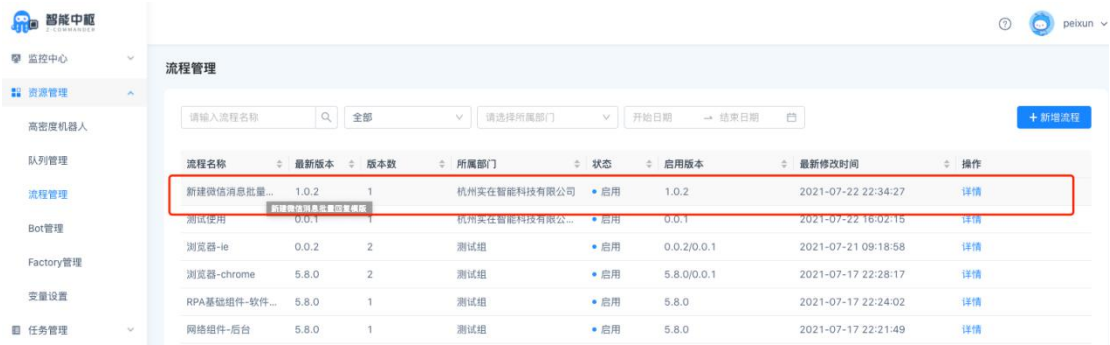 智能中枢
Z-COMMANDER
peixun
监控中心
流程管理
资源管理
请输入流程名称 全部 请选择所属部门 开始日期 → 结束日期 + 新增流程
高密度机器人
队列管理
流程名称 最新版本 版本数 所属部门 状态 启用版本 最新修改时间 操作
流程管理
新建微信消息批量... 1.0.2 1 杭州实在智能科技有限公司 启用 1.0.2 2021-07-22 22:34:27 详情
新建微信消息批量回复模板
测试使用 0.0.1 1 杭州实在智能科技有限公... 启用 0.0.1 2021-07-22 16:02:15 详情
Bot管理
浏览器-ie 0.0.2 2 测试组 启用 0.0.2/0.0.1 2021-07-21 09:18:58 详情
Factory管理
浏览器-chrome 5.8.0 2 测试组 启用 5.8.0/0.0.1 2021-07-17 22:28:17 详情
变量设置
RPA基础组件-软件... 5.8.0 1 测试组 启用 5.8.0 2021-07-17 22:24:02 详情
任务管理
网络组件-后台 5.8.0 1 测试组 启用 5.8.0 2021-07-17 22:21:49 详情